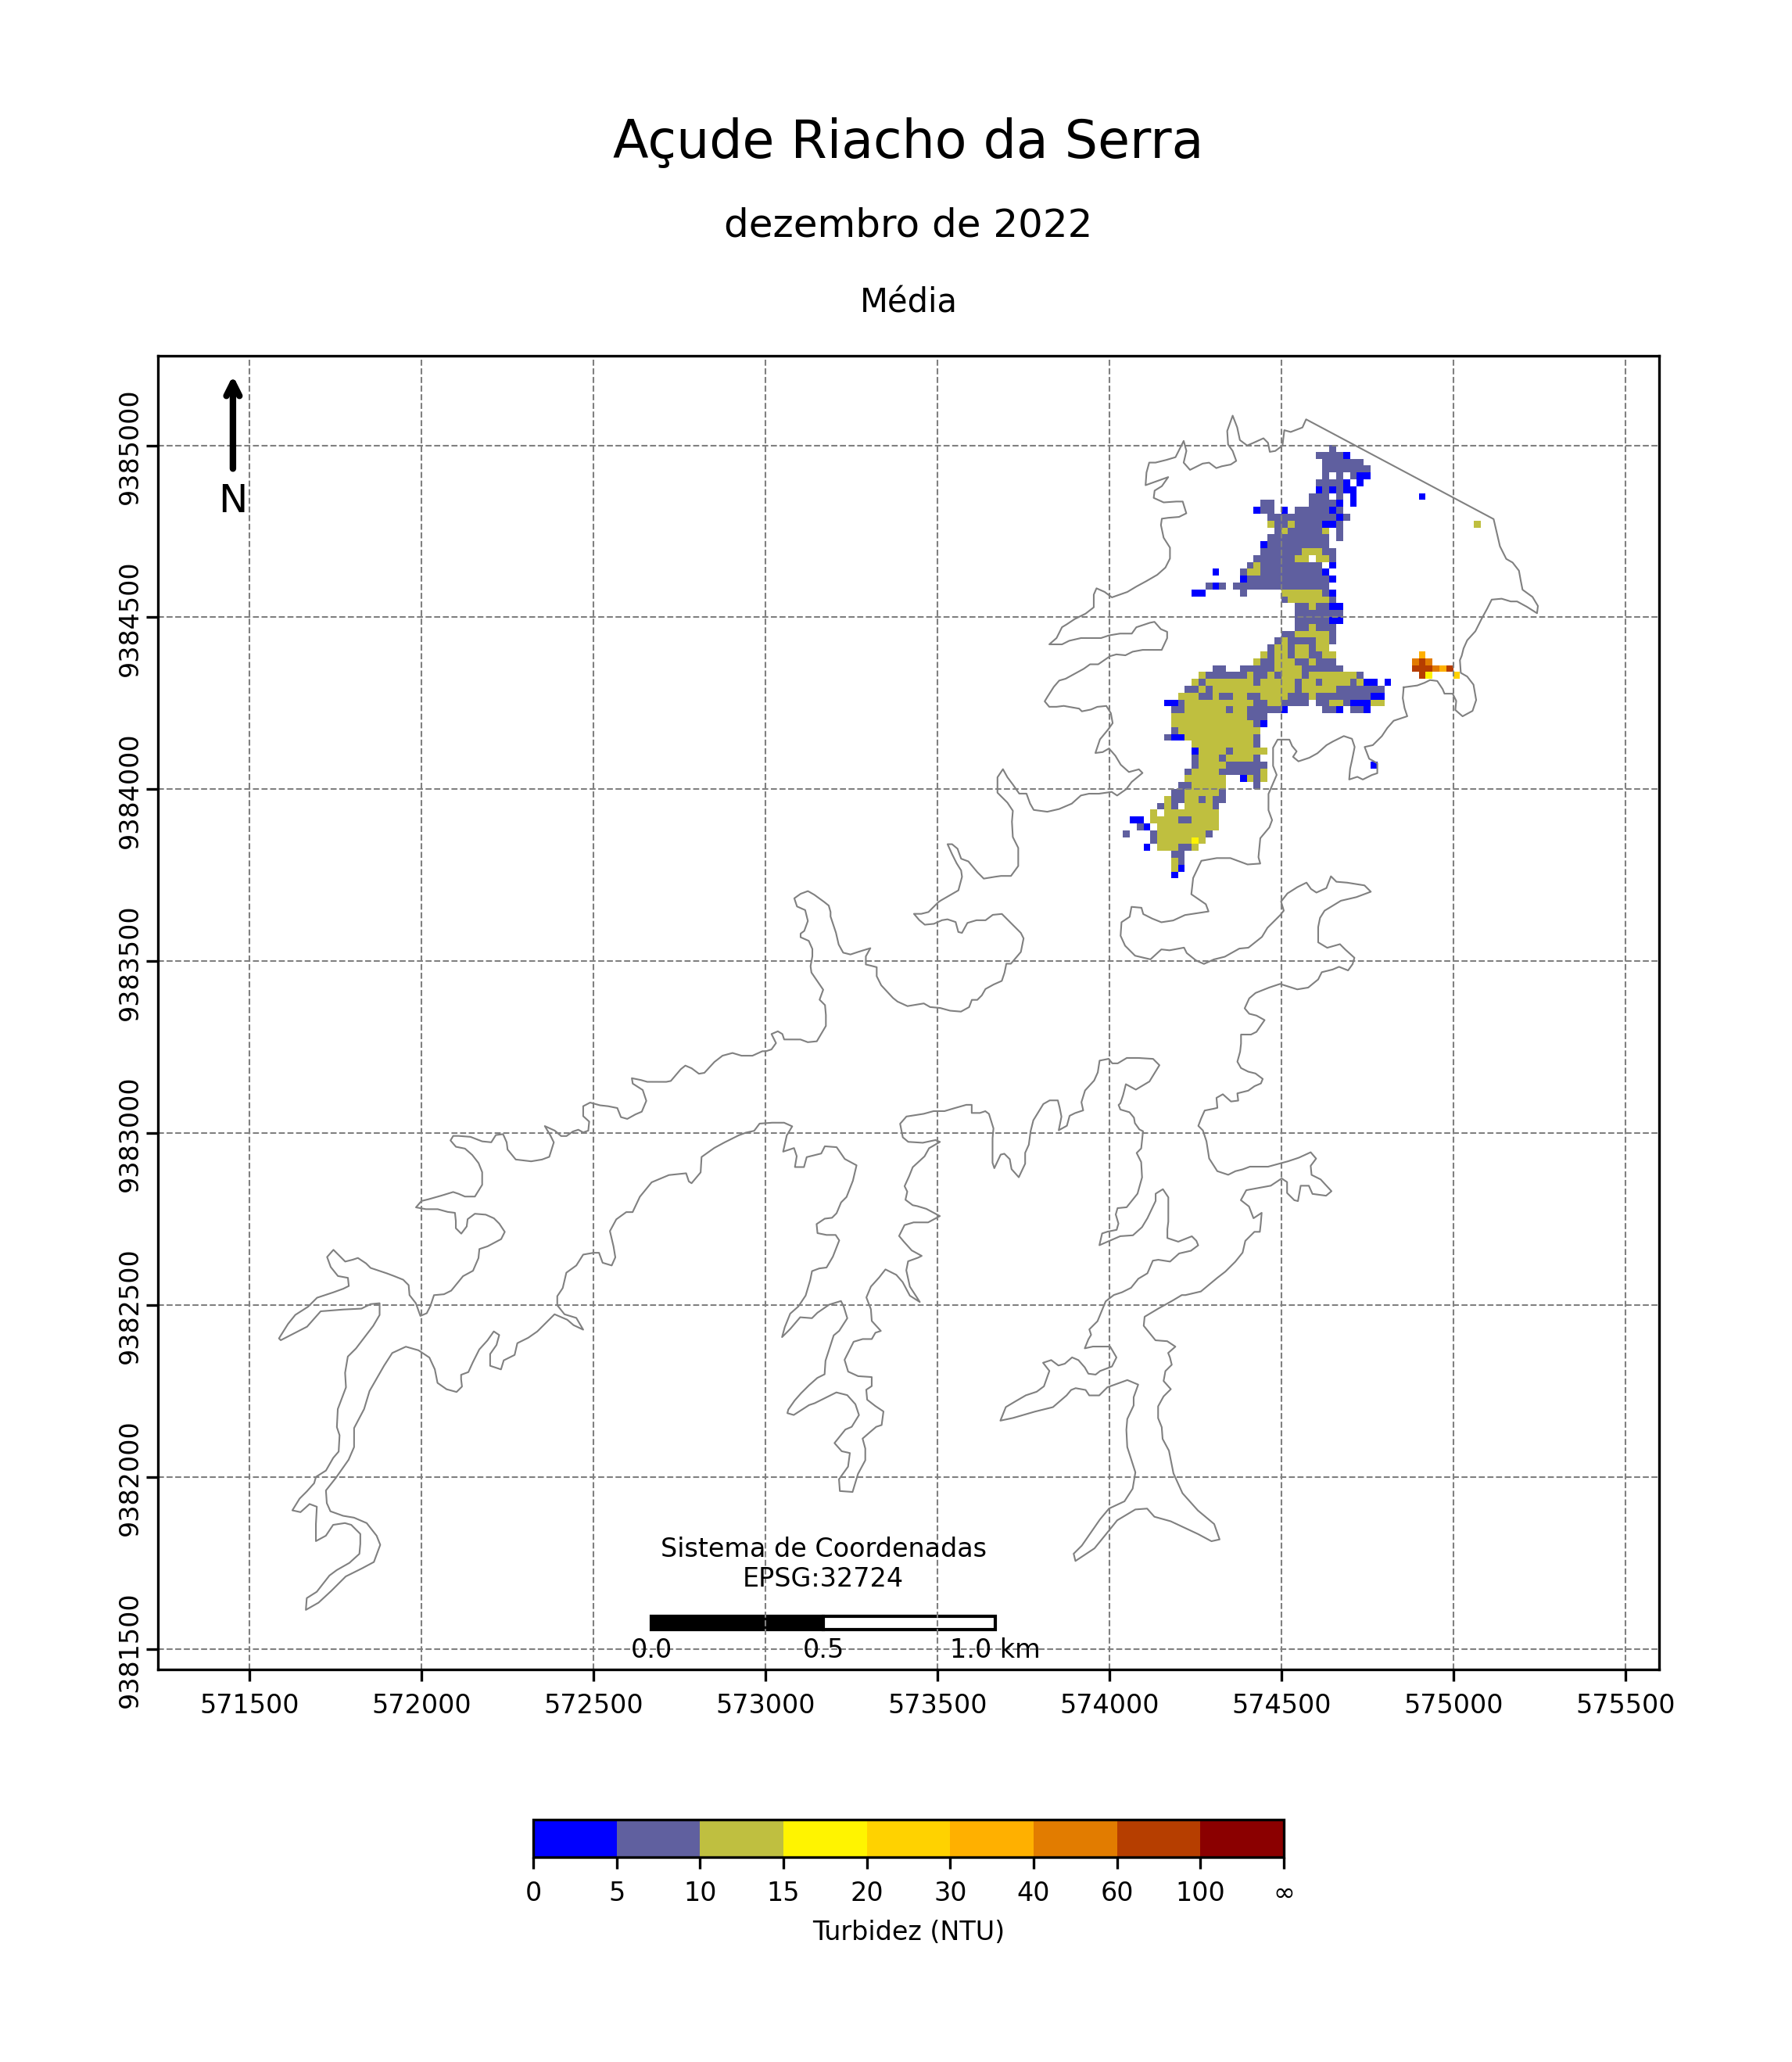 Açude Riacho da Serra
dezembro de 2022
Média
N
9385000
9384500
9384000
9383500
9383000
9382500
9382000
9381500
Sistema de Coordenadas
EPSG:32724
0.0 0.5 1.0 km
571500 572000 572500 573000 573500 574000 574500 575000 575500
0 5 10 15 20 30 40 60 100 ∞
Turbidez (NTU)